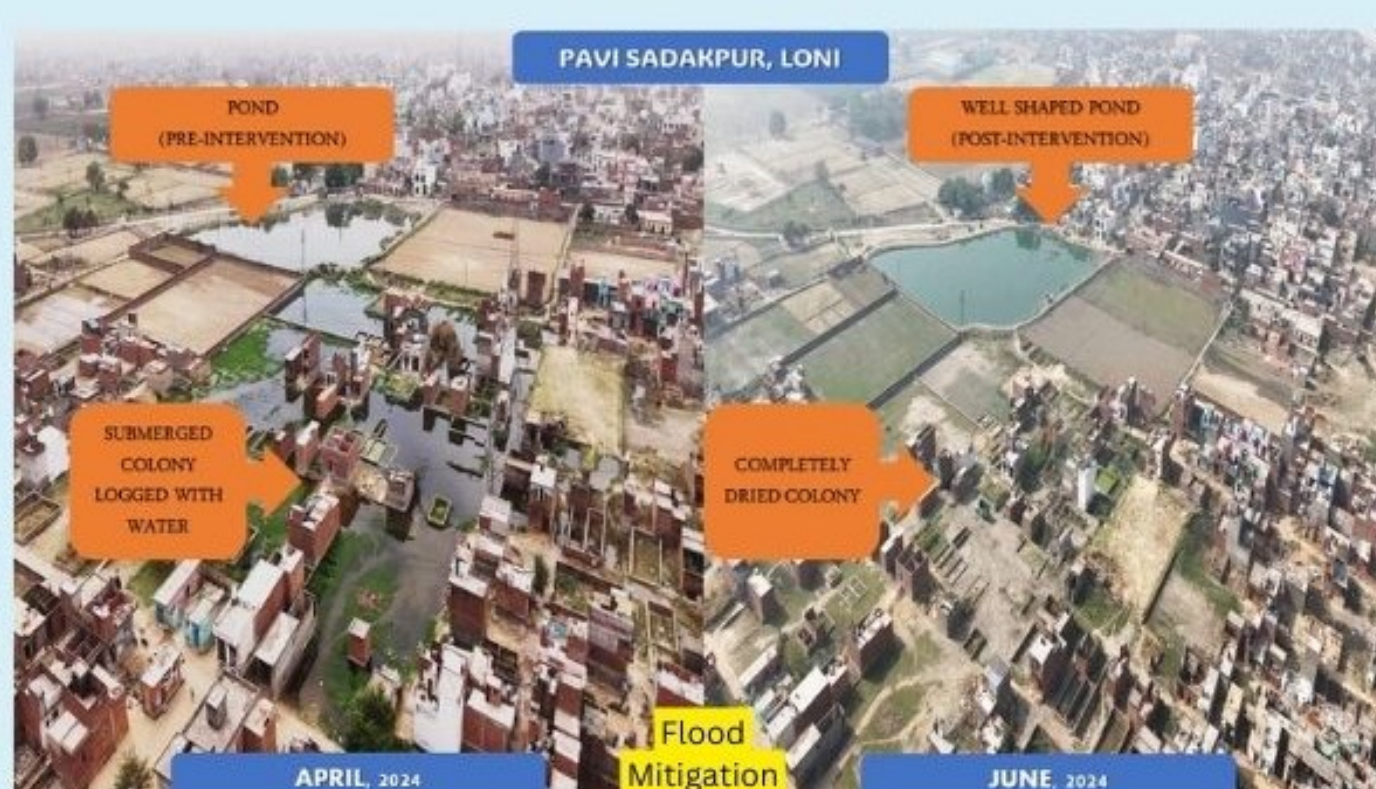 PAVI SADAKPUR, LONI
POND
(PRE-INTERVENTION)
WELL SHAPED POND
(POST-INTERVENTION)
SUBMERGED
COLONY
LOGGED WITH
WATER
COMPLETELY
DRIED COLONY
Flood
Mitigation
APRIL, 2024
JUNE, 2024